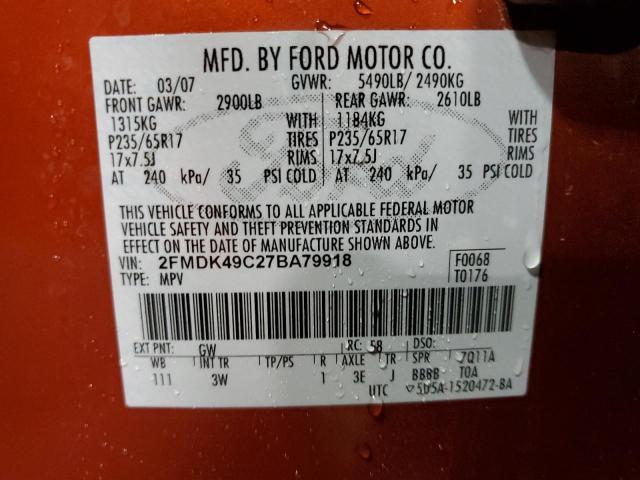 MFD. BY FORD MOTOR CO.
DATE: 03/07 GVWR: 5490LB/ 2490KG
FRONT GAWR: 2900LB REAR GAWR: 2610LB
1315KG WITH 1184KG WITH
P235/65R17 TIRES P235/65R17 TIRES
17x7.5J RIMS 17x7.5J RIMS
AT 240 kPa/ 35 PSI COLD AT 240 kPa/ 35 PSI COLD
Ford
THIS VEHICLE CONFORMS TO ALL APPLICABLE FEDERAL MOTOR
VEHICLE SAFETY AND THEFT PREVENTION STANDARDS IN
EFFECT ON THE DATE OF MANUFACTURE SHOWN ABOVE.
VIN: 2FMDK49C27BA79918 F0068
TYPE: MPV T0176
EXT PNT: GW RC: 58 DSO:
WB INT TR TP/PS R AXLE TR SPR 7Q11A
111 3W 1 3E J BBBB T0A
UTC ▽5U5A-1520472-BA